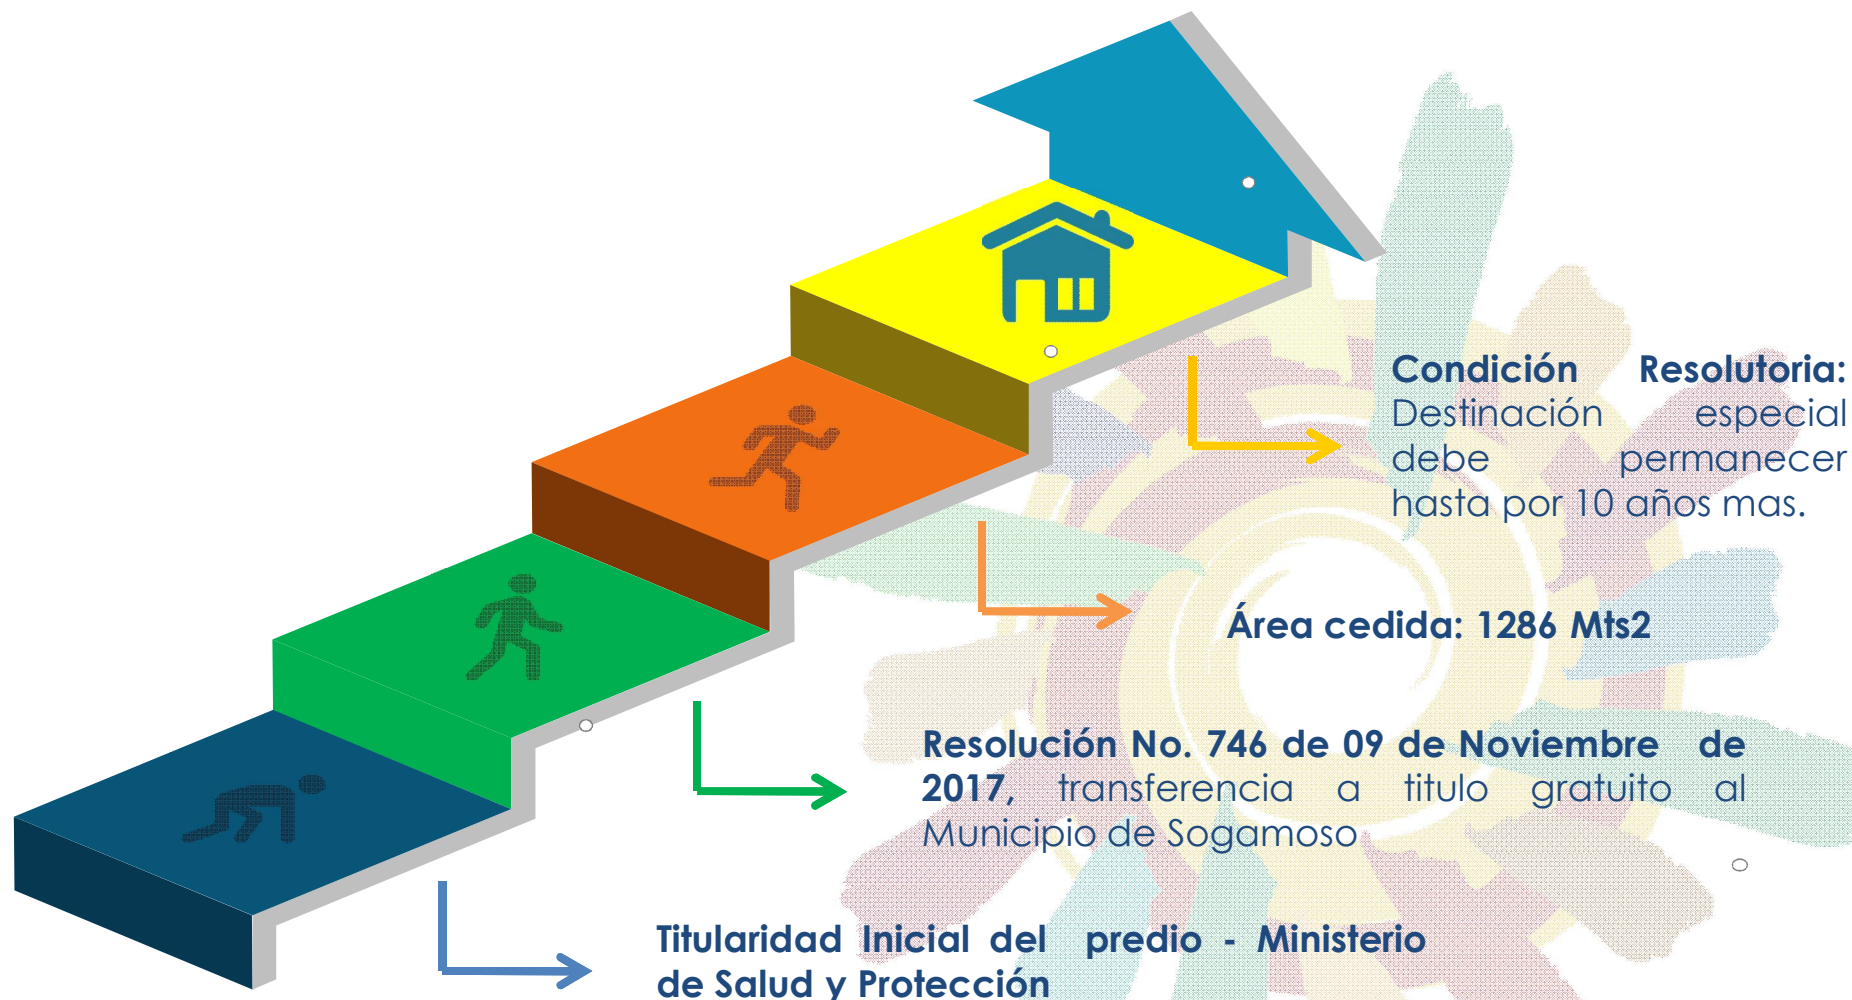 Condición Resolutoria:
Destinación especial
debe permanecer
hasta por 10 años mas.
Área cedida: 1286 Mts2
Resolución No. 746 de 09 de Noviembre de
2017, transferencia a titulo gratuito al
Municipio de Sogamoso
Titularidad Inicial del predio - Ministerio
de Salud y Protección